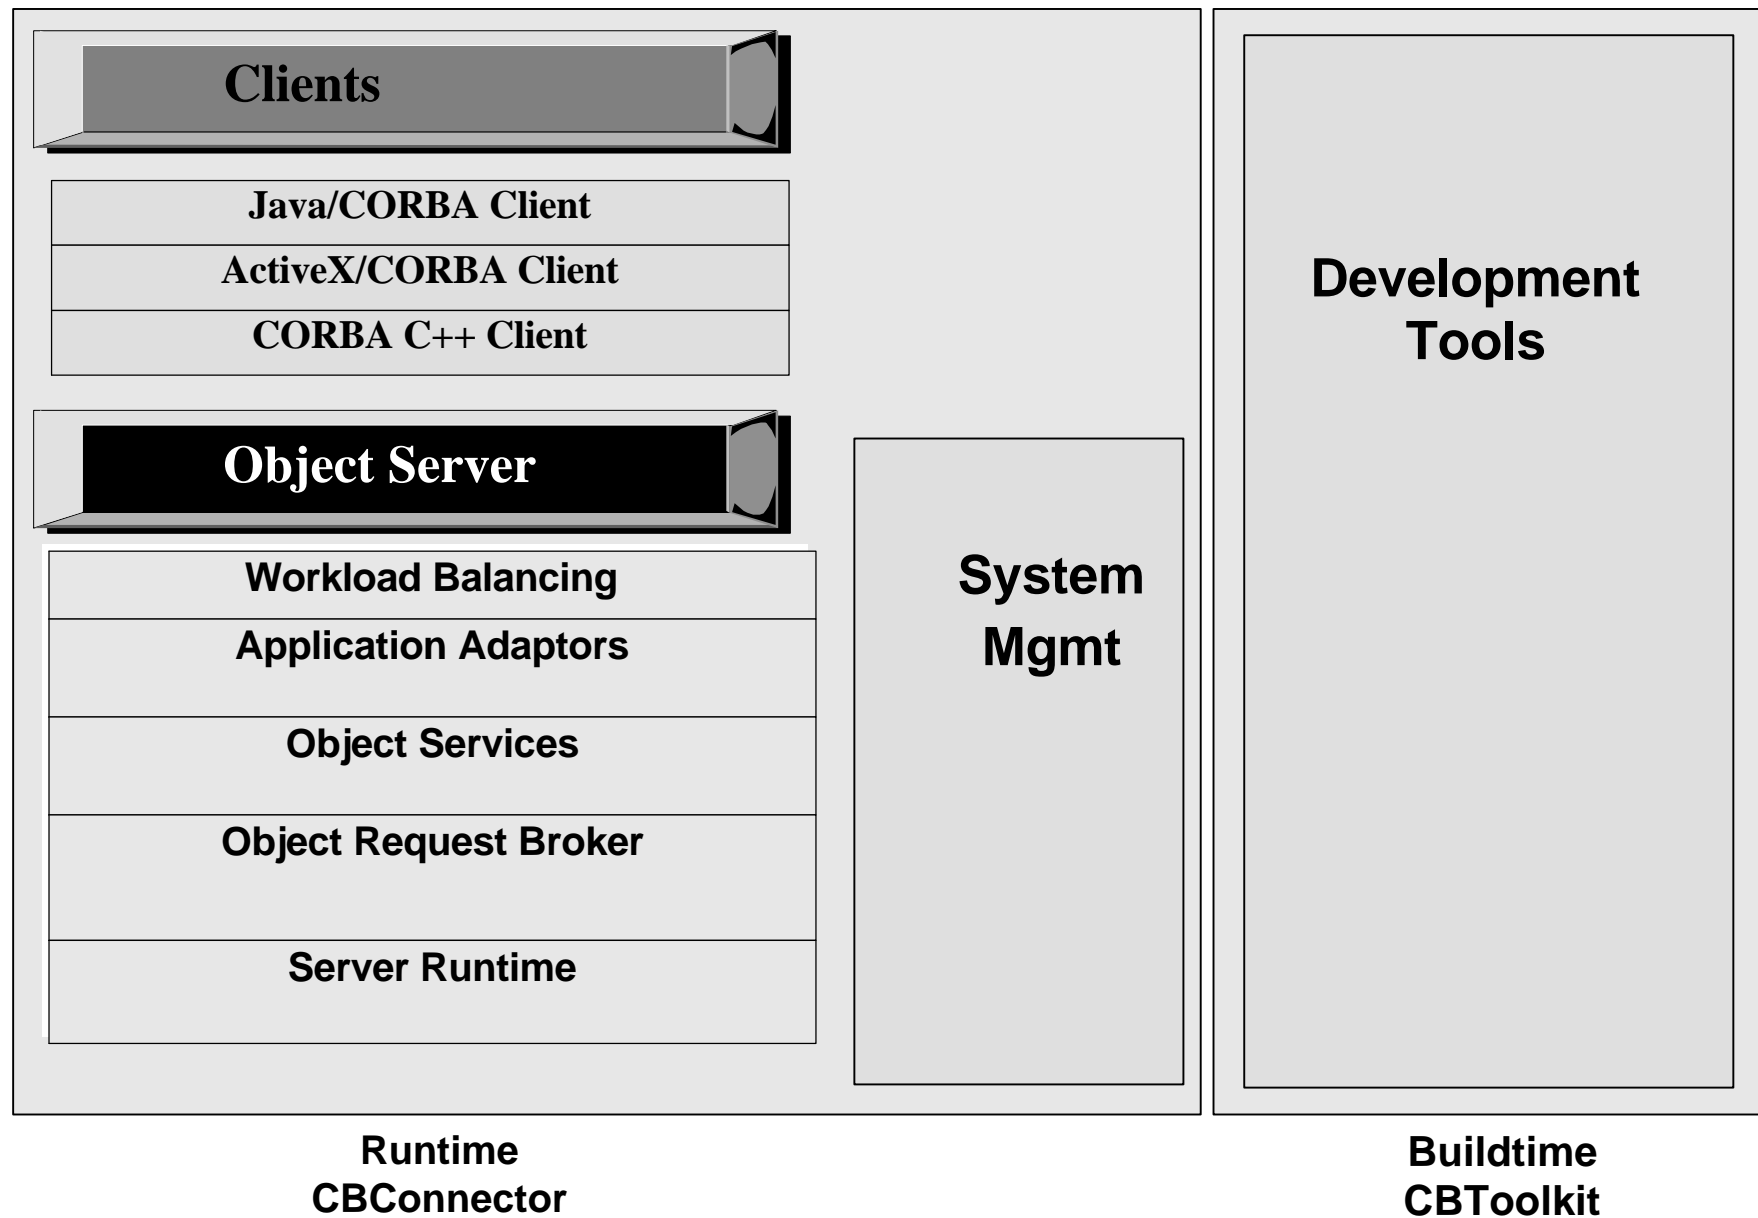 Clients
Java/CORBA Client
ActiveX/CORBA Client
CORBA C++ Client
Object Server
Workload Balancing
Application Adaptors
Object Services
Object Request Broker
Server Runtime
System
Mgmt
Development
Tools
Runtime
CBConnector
Buildtime
CBToolkit